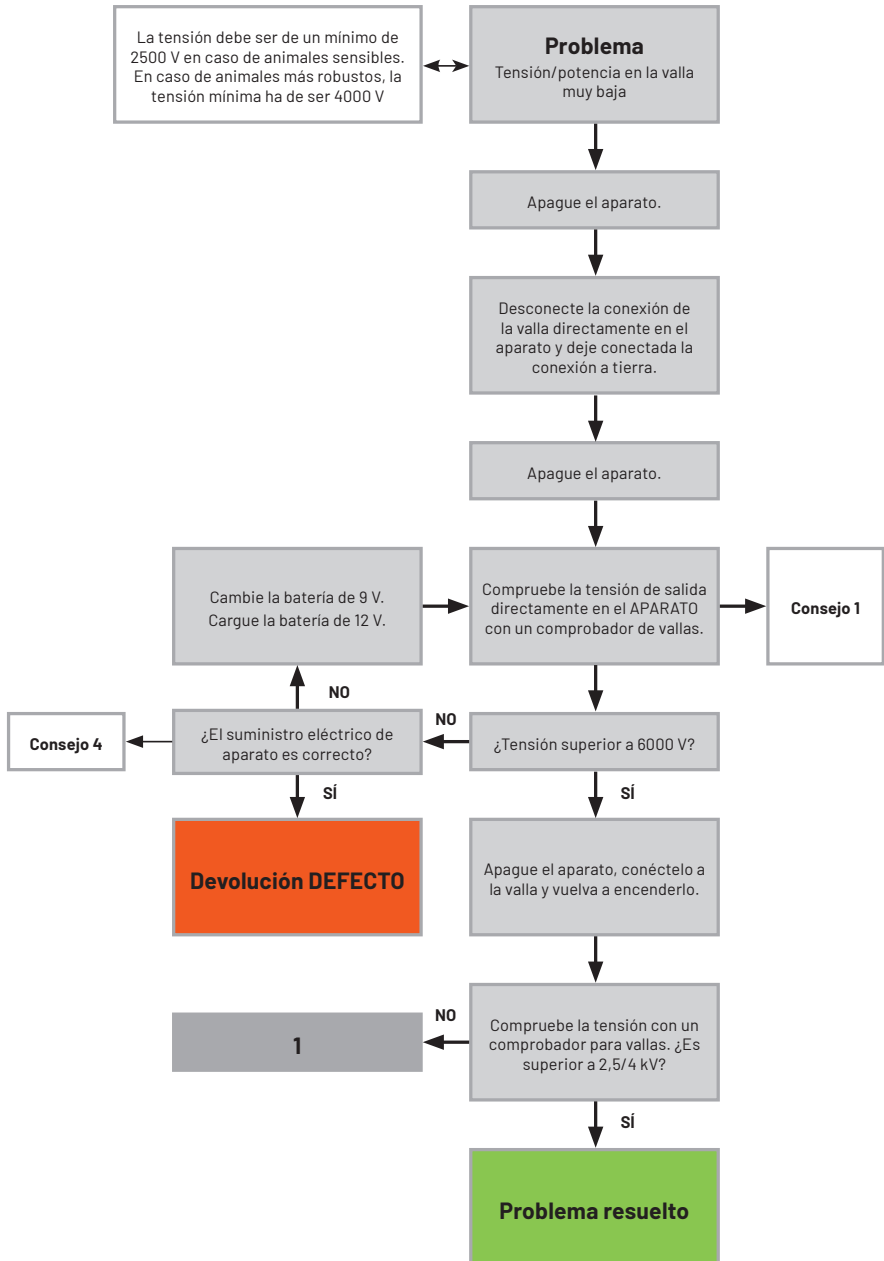 La tensión debe ser de un mínimo de
2500 V en caso de animales sensibles.
En caso de animales más robustos, la
tensión mínima ha de ser 4000 V
Problema
Tensión/potencia en la valla
muy baja
Apague el aparato.
Desconecte la conexión de
la valla directamente en el
aparato y deje conectada la
conexión a tierra.
Apague el aparato.
Cambie la batería de 9 V.
Cargue la batería de 12 V.
Compruebe la tensión de salida
directamente en el APARATO
con un comprobador de vallas.
Consejo 1
NO
Consejo 4
¿El suministro eléctrico de
aparato es correcto?
NO
¿Tensión superior a 6000 V?
SÍ
SÍ
Devolución DEFECTO
Apague el aparato, conéctelo a
la valla y vuelva a encenderlo.
1
NO
Compruebe la tensión con un
comprobador para vallas. ¿Es
superior a 2,5/4 kV?
SÍ
Problema resuelto